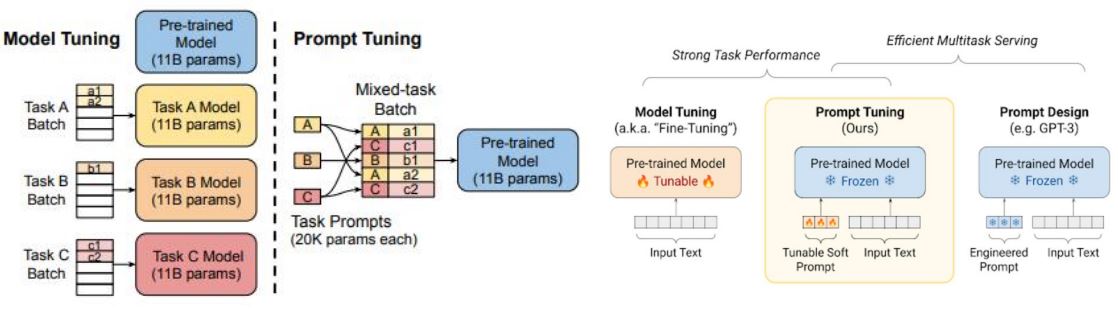 Model Tuning
Pre-trained
Model
(11B params)
Task A
Batch
a1
a2
Task A Model
(11B params)
Task B
Batch
b1
Task B Model
(11B params)
Task C
Batch
c1
c2
Task C Model
(11B params)
Prompt Tuning
Mixed-task
Batch
A
B
C
A a1
C c1
B b1
A a2
C c2
Pre-trained
Model
(11B params)
Task Prompts
(20K params each)
Strong Task Performance
Efficient Multitask Serving
Model Tuning
(a.k.a. “Fine-Tuning”)
Pre-trained Model
🔥 Tunable 🔥
Input Text
Prompt Tuning
(Ours)
Pre-trained Model
❄ Frozen ❄
Tunable Soft
Prompt
Input Text
Prompt Design
(e.g. GPT-3)
Pre-trained Model
❄ Frozen ❄
Engineered
Prompt
Input Text